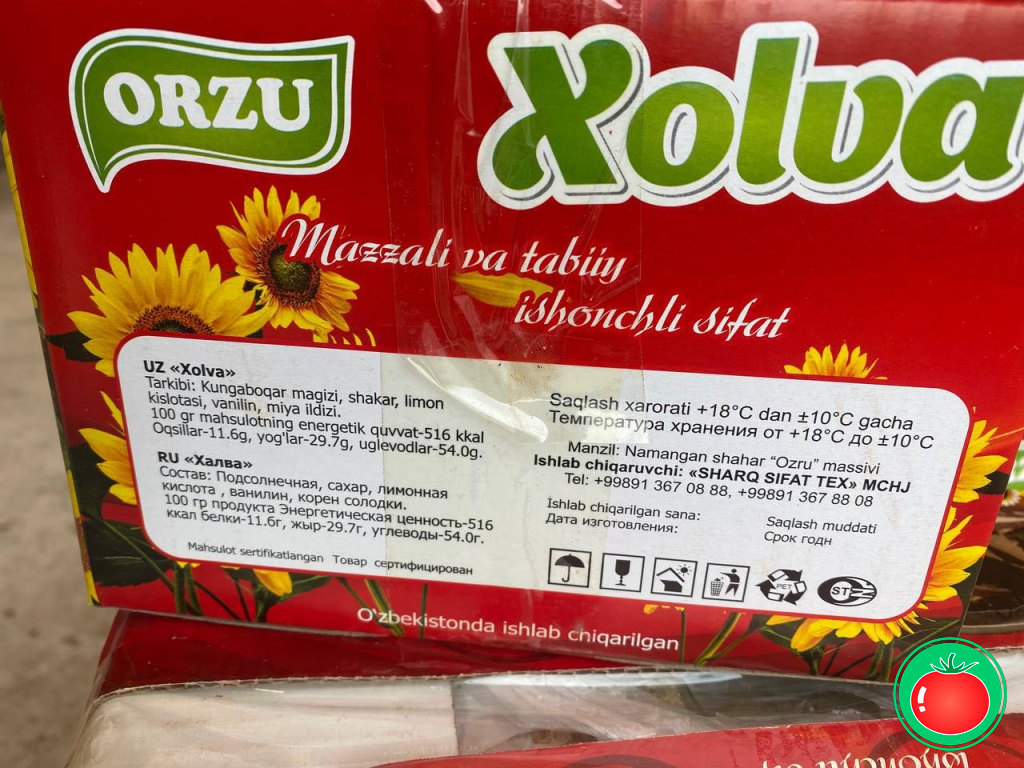 ORZU
Xolva
Mazzali va tabiiy
ishonchli sifat
UZ «Xolva»
Tarkibi: Kungaboqar magizi, shakar, limon
kislotasi, vanilin, miya ildizi.
100 gr mahsulotning energetik quvvat-516 kkal
Oqsillar-11.6g, yog'lar-29.7g, uglevodlar-54.0g.
RU «Халва»
Состав: Подсолнечная, сахар, лимонная
кислота , ванилин, корен солодки.
100 гр продукта Энергетическая ценность-516
ккал белки-11.6г, жыр-29.7г, углеводы-54.0г.
Mahsulot sertifikatlangan Товар сертифицирован
Saqlash xarorati +18°C dan ±10°C gacha
Температура хранения от +18°C до ±10°C
Manzil: Namangan shahar “Ozru” massivi
Ishlab chiqaruvchi: «SHARQ SIFAT TEX» MCHJ
Tel: +99891 367 08 88, +99891 367 88 08
Ishlab chiqarilgan sana:
Дата изготовления:
Saqlash muddati
Срок годн
PET
O‘zbekistonda ishlab chiqarilgan